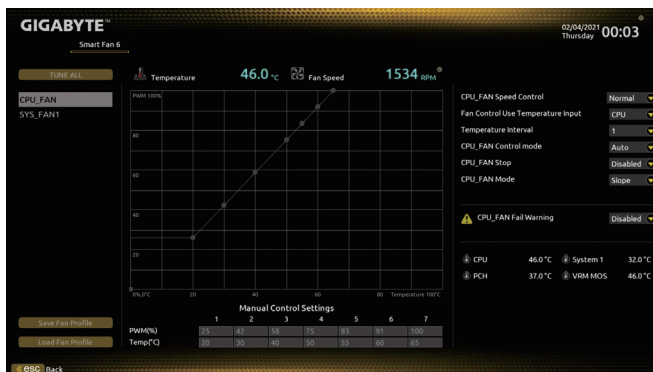 GIGABYTE™
02/04/2021
Thursday
00:03
Smart Fan 6
TUNE ALL
Temperature 46.0 °C
Fan Speed 1534 RPM
CPU_FAN
SYS_FAN1
PWM 100%
80
60
40
20
0%,0°C 20 40 60 80 Temperature 100°C
CPU_FAN Speed Control Normal
Fan Control Use Temperature Input CPU
Temperature Interval 1
CPU_FAN Control mode Auto
CPU_FAN Stop Disabled
CPU_FAN Mode Slope
CPU_FAN Fail Warning Disabled
CPU 46.0°C System 1 32.0°C
PCH 37.0°C VRM MOS 46.0°C
Manual Control Settings
1 2 3 4 5 6 7
PWM(%) 25 42 58 75 83 91 100
Temp(°C) 20 30 40 50 55 60 65
Save Fan Profile
Load Fan Profile
« esc Back